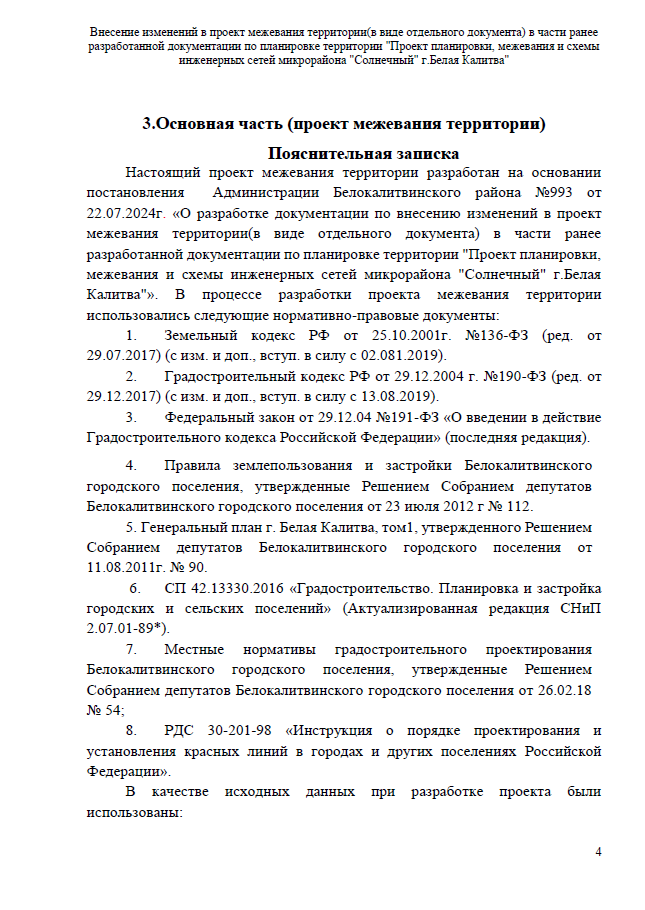 Внесение изменений в проект межевания территории(в виде отдельного документа) в части ранее
разработанной документации по планировке территории "Проект планировки, межевания и схемы
инженерных сетей микрорайона "Солнечный" г.Белая Калитва"
3.Основная часть (проект межевания территории)
Пояснительная записка
Настоящий проект межевания территории разработан на основании
постановления Администрации Белокалитвинского района №993 от
22.07.2024г. «О разработке документации по внесению изменений в проект
межевания территории(в виде отдельного документа) в части ранее
разработанной документации по планировке территории "Проект планировки,
межевания и схемы инженерных сетей микрорайона "Солнечный" г.Белая
Калитва"». В процессе разработки проекта межевания территории
использовались следующие нормативно-правовые документы:
1. Земельный кодекс РФ от 25.10.2001г. №136-ФЗ (ред. от
29.07.2017) (с изм. и доп., вступ. в силу с 02.081.2019).
2. Градостроительный кодекс РФ от 29.12.2004 г. №190-ФЗ (ред. от
29.12.2017) (с изм. и доп., вступ. в силу с 13.08.2019).
3. Федеральный закон от 29.12.04 №191-ФЗ «О введении в действие
Градостроительного кодекса Российской Федерации» (последняя редакция).
4. Правила землепользования и застройки Белокалитвинского
городского поселения, утвержденные Решением Собранием депутатов
Белокалитвинского городского поселения от 23 июля 2012 г № 112.
5. Генеральный план г. Белая Калитва, том1, утвержденного Решением
Собранием депутатов Белокалитвинского городского поселения от
11.08.2011г. № 90.
6. СП 42.13330.2016 «Градостроительство. Планировка и застройка
городских и сельских поселений» (Актуализированная редакция СНиП
2.07.01-89*).
7. Местные нормативы градостроительного проектирования
Белокалитвинского городского поселения, утвержденные Решением
Собранием депутатов Белокалитвинского городского поселения от 26.02.18
№ 54;
8. РДС 30-201-98 «Инструкция о порядке проектирования и
установления красных линий в городах и других поселениях Российской
Федерации».
В качестве исходных данных при разработке проекта были
использованы:
4